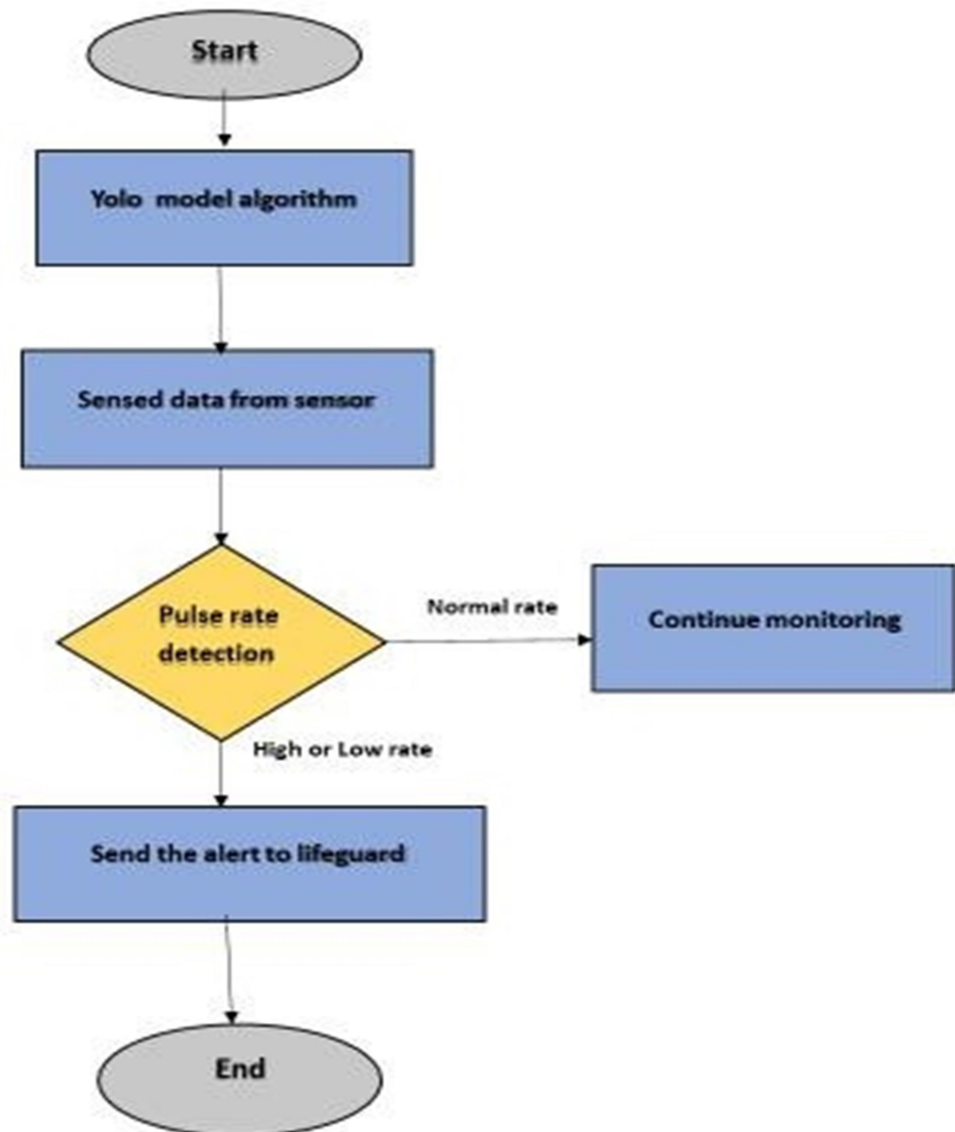 Start
Yolo model algorithm
Sensed data from sensor
Pulse rate
detection
Normal rate
Continue monitoring
High or Low rate
Send the alert to lifeguard
End